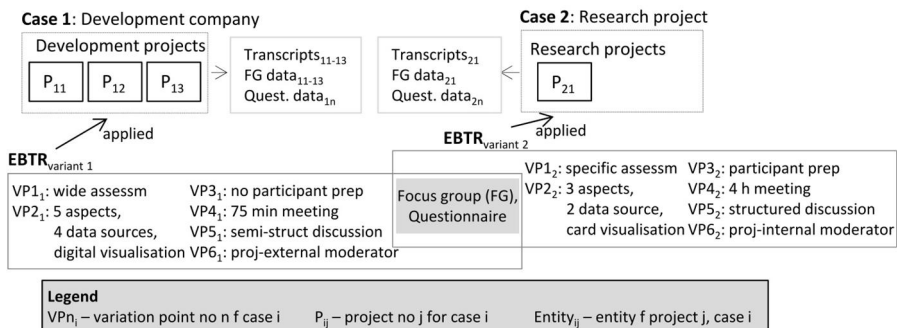 Case 1: Development company
Development projects
P11 P12 P13
Transcripts11-13
FG data11-13
Quest. data1n
Transcripts21
FG data21
Quest. data2n
Case 2: Research project
Research projects
P21
applied
EBTRvariant 1
EBTRvariant 2
applied
VP11: wide assessm
VP21: 5 aspects,
4 data sources,
digital visualisation
VP31: no participant prep
VP41: 75 min meeting
VP51: semi-struct discussion
VP61: proj-external moderator
Focus group (FG),
Questionnaire
VP12: specific assessm
VP22: 3 aspects,
2 data source,
card visualisation
VP32: participant prep
VP42: 4 h meeting
VP52: structured discussion
VP62: proj-internal moderator
Legend
VPni – variation point no n f case i Pij – project no j for case i Entityij – entity f project j, case i